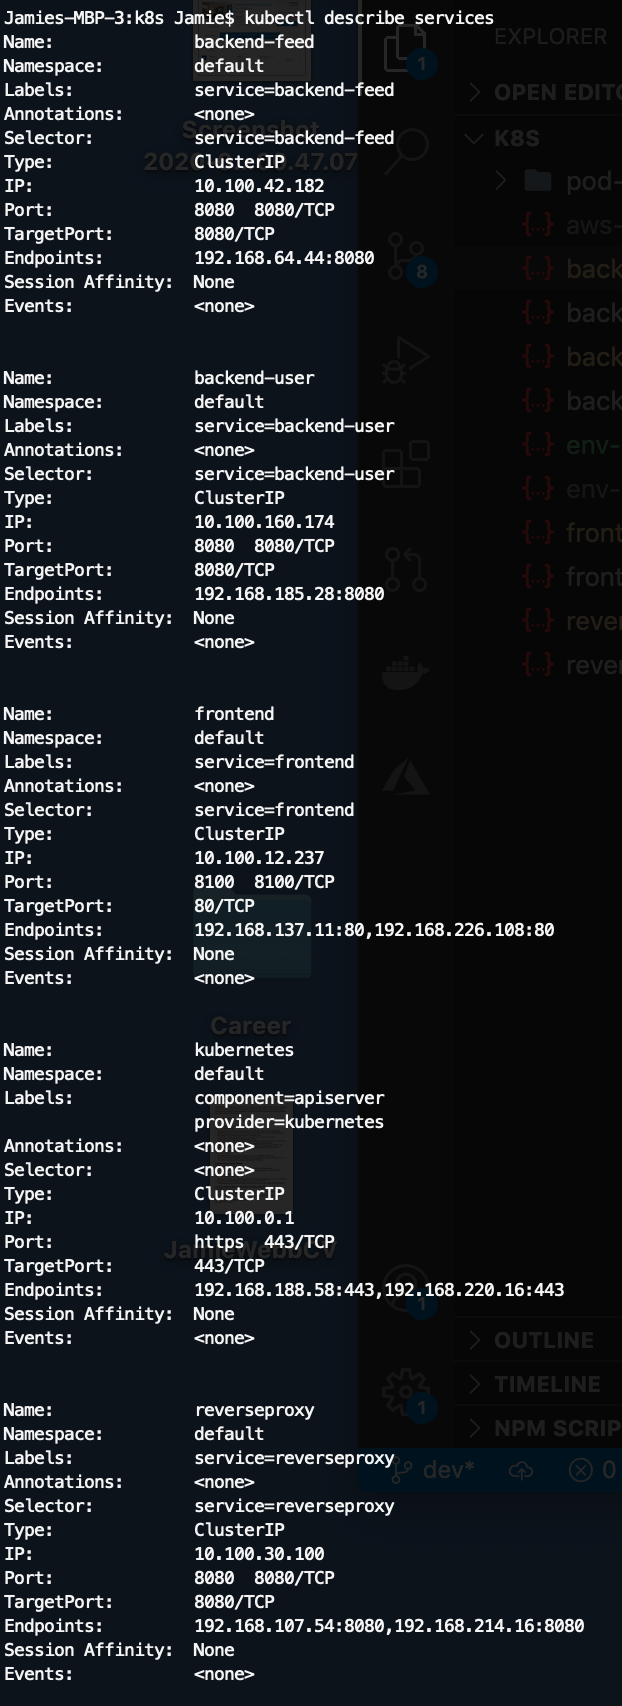 Jamies-MBP-3:k8s Jamie$ kubectl describe services
Name: backend-feed
Namespace: default
Labels: service=backend-feed
Annotations: <none>
Selector: service=backend-feed
Type: ClusterIP
IP: 10.100.42.182
Port: 8080 8080/TCP
TargetPort: 8080/TCP
Endpoints: 192.168.64.44:8080
Session Affinity: None
Events: <none>
Name: backend-user
Namespace: default
Labels: service=backend-user
Annotations: <none>
Selector: service=backend-user
Type: ClusterIP
IP: 10.100.160.174
Port: 8080 8080/TCP
TargetPort: 8080/TCP
Endpoints: 192.168.185.28:8080
Session Affinity: None
Events: <none>
Name: frontend
Namespace: default
Labels: service=frontend
Annotations: <none>
Selector: service=frontend
Type: ClusterIP
IP: 10.100.12.237
Port: 8100 8100/TCP
TargetPort: 80/TCP
Endpoints: 192.168.137.11:80,192.168.226.108:80
Session Affinity: None
Events: <none>
Name: kubernetes
Namespace: default
Labels: component=apiserver
provider=kubernetes
Annotations: <none>
Selector: <none>
Type: ClusterIP
IP: 10.100.0.1
Port: https 443/TCP
TargetPort: 443/TCP
Endpoints: 192.168.188.58:443,192.168.220.16:443
Session Affinity: None
Events: <none>
Name: reverseproxy
Namespace: default
Labels: service=reverseproxy
Annotations: <none>
Selector: service=reverseproxy
Type: ClusterIP
IP: 10.100.30.100
Port: 8080 8080/TCP
TargetPort: 8080/TCP
Endpoints: 192.168.107.54:8080,192.168.214.16:8080
Session Affinity: None
Events: <none>
Screenshot
Career
JamieWebbCV
1
8
1
1
EXPLORER
OPEN EDITO
K8S
pod-
aws-
back
back
back
back
env-
env-
front
front
rever
rever
OUTLINE
TIMELINE
NPM SCRIP
dev*
0